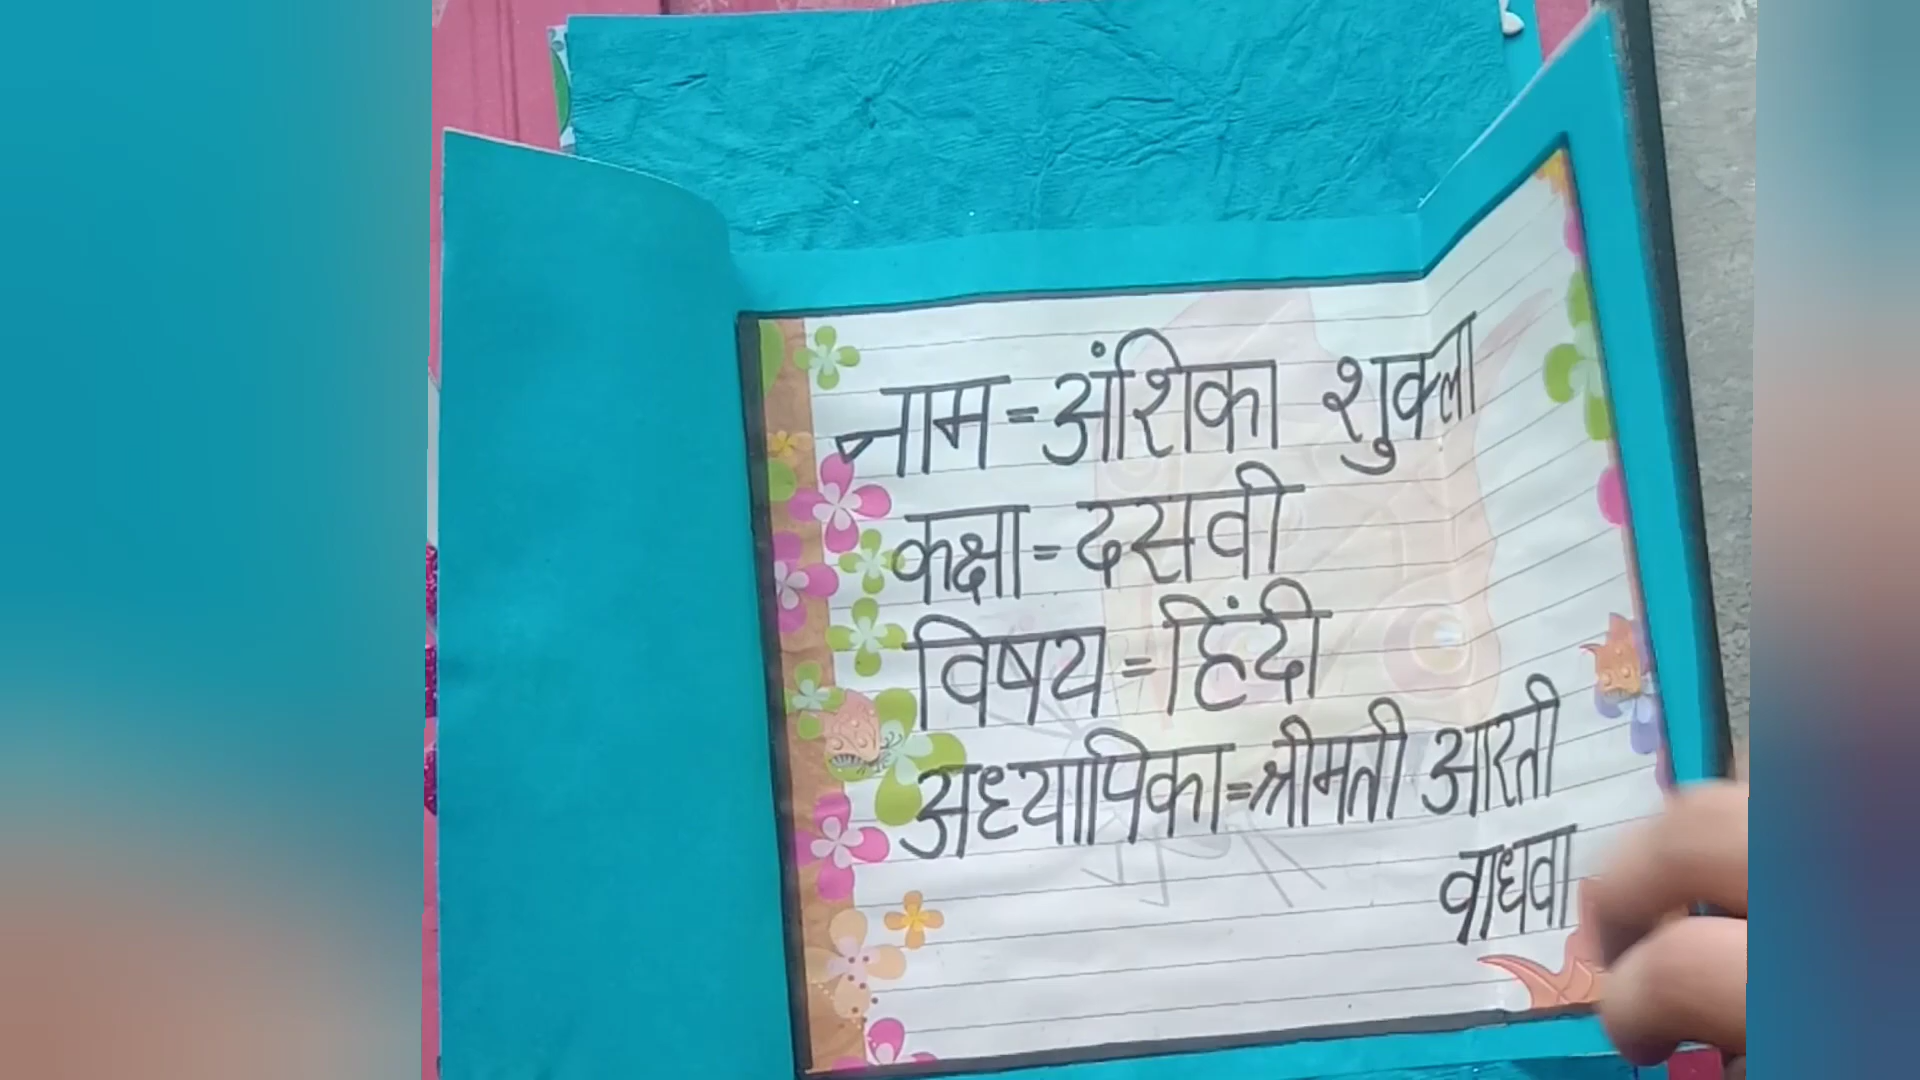 नाम=अंशिका शुक्ला
कक्षा=दसवी
विषय=हिंदी
अध्यापिका=श्रीमती आरती
वाधवा